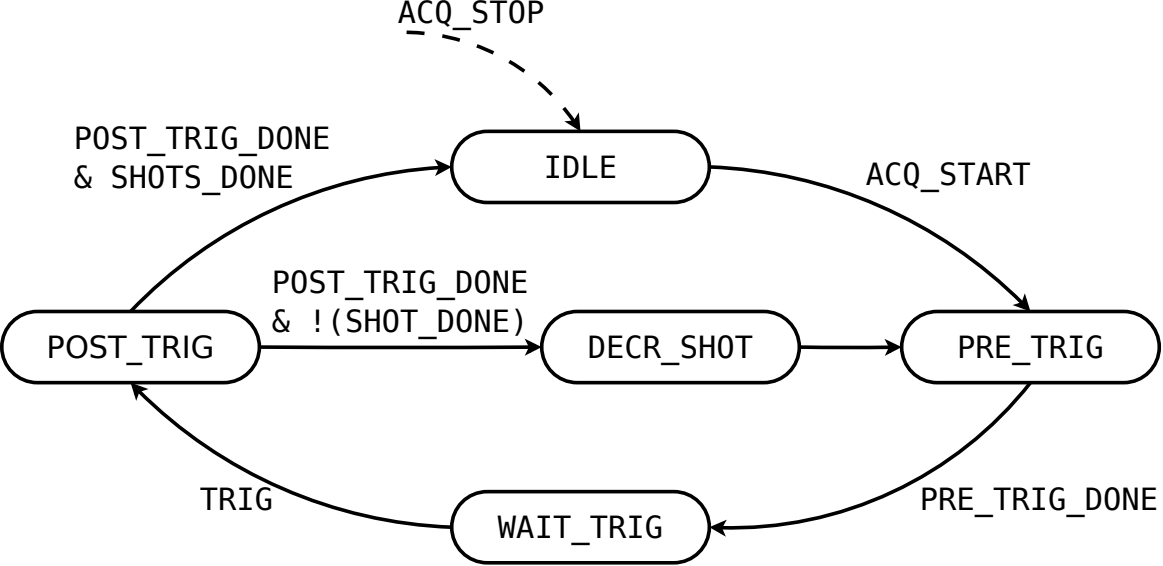 ACQ_STOP
POST_TRIG_DONE
& SHOTS_DONE
IDLE
ACQ_START
POST_TRIG_DONE
& !(SHOT_DONE)
POST_TRIG
DECR_SHOT
PRE_TRIG
TRIG
WAIT_TRIG
PRE_TRIG_DONE